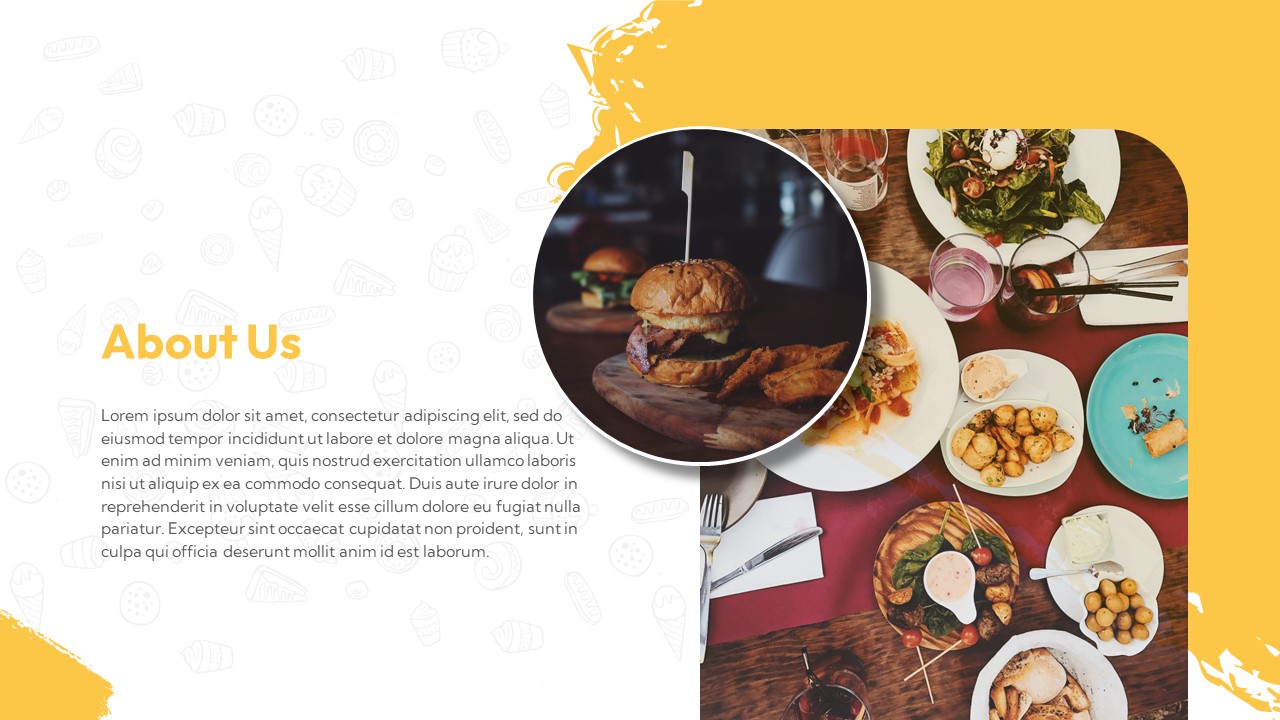 About Us
Lorem ipsum dolor sit amet, consectetur adipiscing elit, sed do
eiusmod tempor incididunt ut labore et dolore magna aliqua. Ut
enim ad minim veniam, quis nostrud exercitation ullamco laboris
nisi ut aliquip ex ea commodo consequat. Duis aute irure dolor in
reprehenderit in voluptate velit esse cillum dolore eu fugiat nulla
pariatur. Excepteur sint occaecat cupidatat non proident, sunt in
culpa qui officia deserunt mollit anim id est laborum.